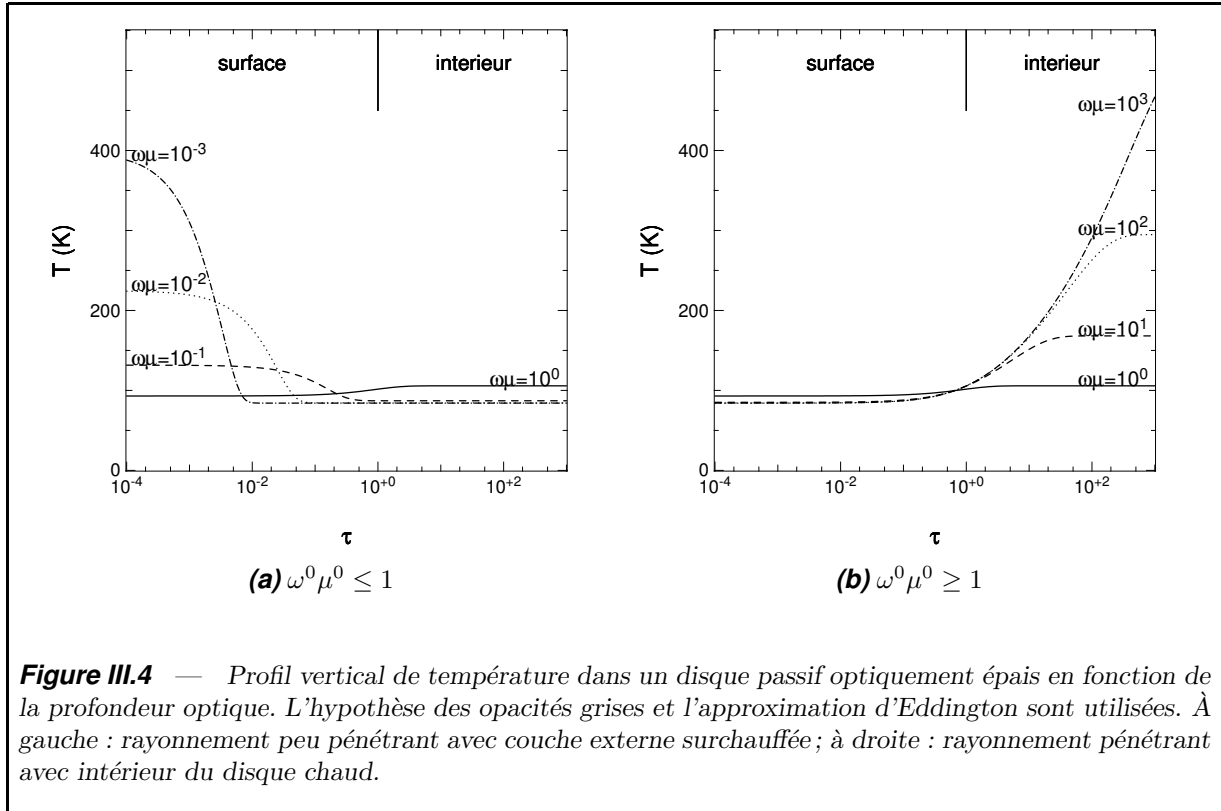 surface interieur
ωμ=10⁻³
400
T (K)
ωμ=10⁻²
200
ωμ=10⁻¹
ωμ=10⁰
0
10⁻⁴ 10⁻² 10⁺⁰ 10⁺²
τ
(a) ω⁰μ⁰ ≤ 1
surface interieur
ωμ=10³
400
T (K)
ωμ=10²
200
ωμ=10¹
ωμ=10⁰
0
10⁻⁴ 10⁻² 10⁺⁰ 10⁺²
τ
(b) ω⁰μ⁰ ≥ 1
Figure III.4 — Profil vertical de température dans un disque passif optiquement épais en fonction de
la profondeur optique. L'hypothèse des opacités grises et l'approximation d'Eddington sont utilisées. À
gauche : rayonnement peu pénétrant avec couche externe surchauffée ; à droite : rayonnement pénétrant
avec intérieur du disque chaud.